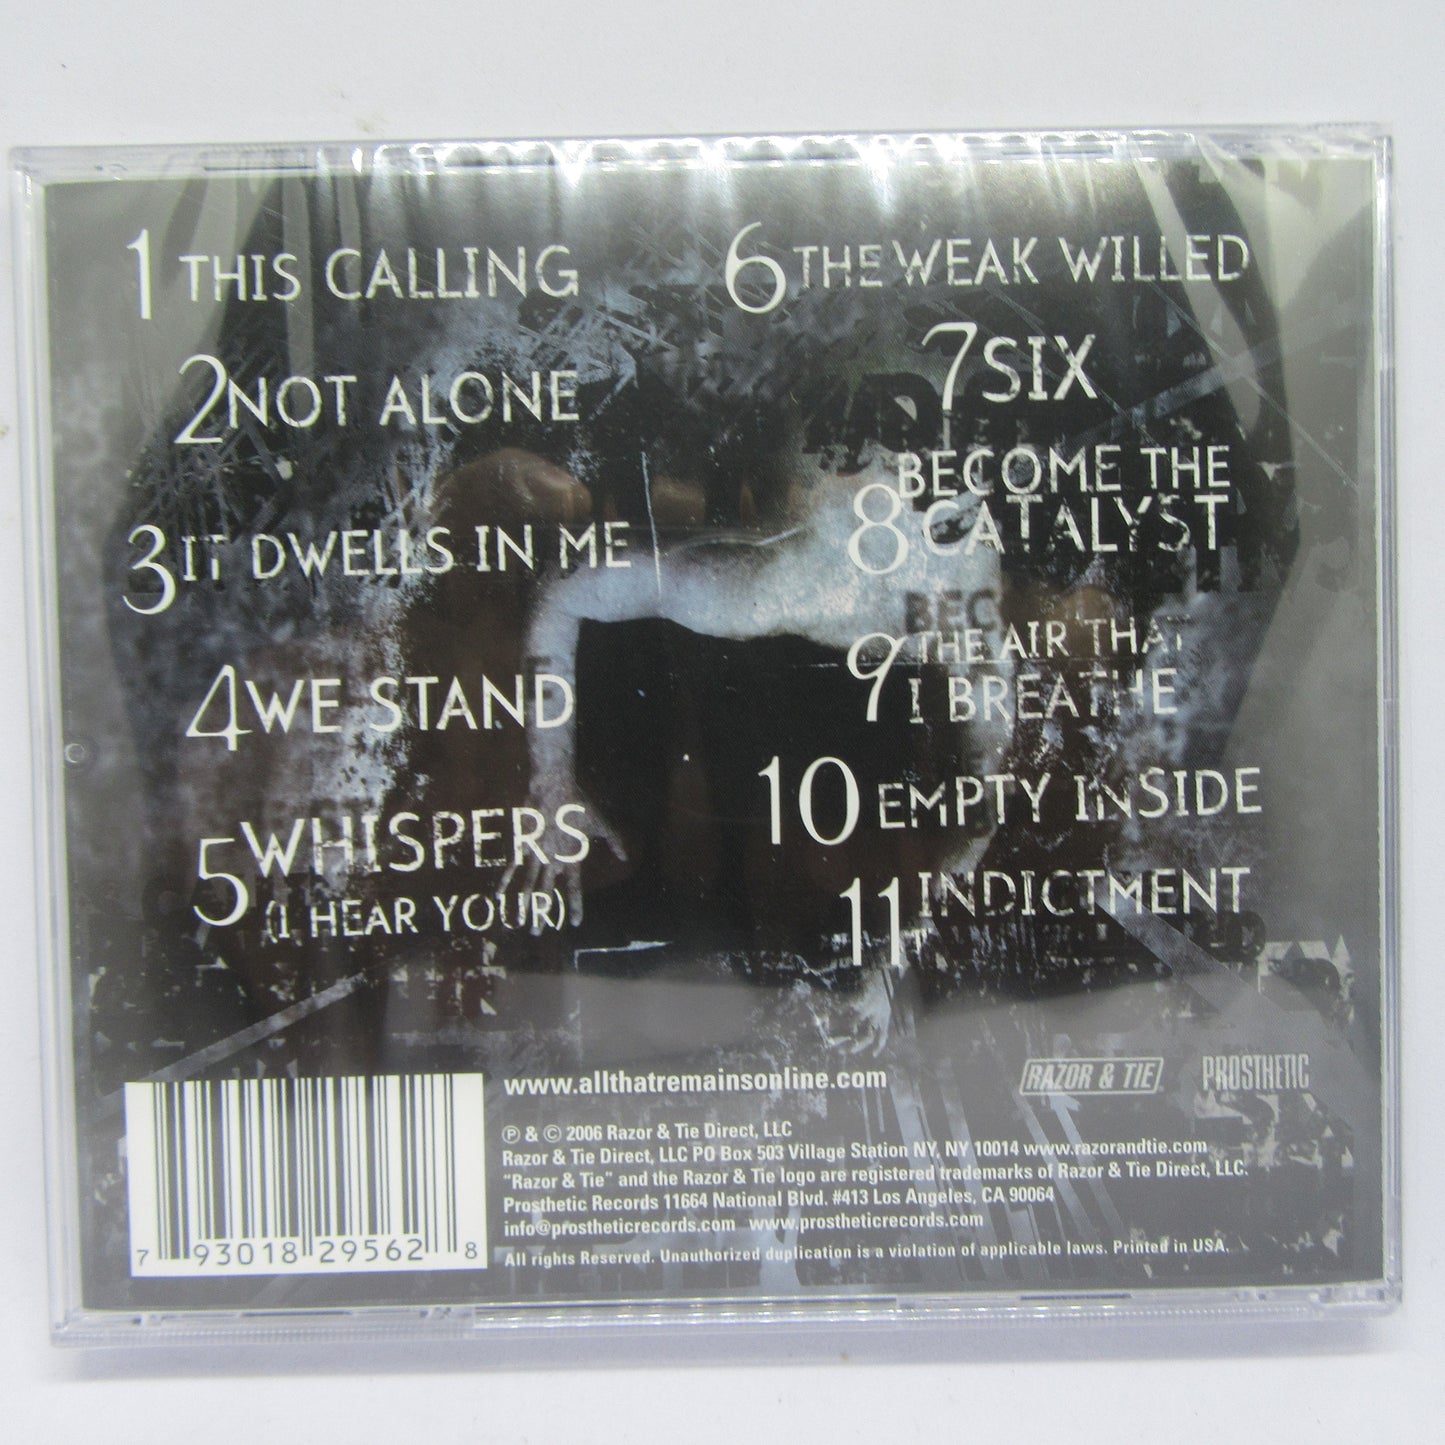 1 THIS CALLING
2 NOT ALONE
3 IT DWELLS IN ME
4 WE STAND
5 WHISPERS
(I HEAR YOUR)
6 THE WEAK WILLED
7 SIX
8 BECOME THE
CATALYST
BEC
9 THE AIR THAT
I BREATHE
10 EMPTY INSIDE
11 INDICTMENT
www.allthatremainsonline.com
RAZOR & TIE
PROSTHETIC
℗ & © 2006 Razor & Tie Direct, LLC
Razor & Tie Direct, LLC PO Box 503 Village Station NY, NY 10014 www.razorandtie.com
"Razor & Tie" and the Razor & Tie logo are registered trademarks of Razor & Tie Direct, LLC.
Prosthetic Records 11664 National Blvd. #413 Los Angeles, CA 90064
info@prostheticrecords.com www.prostheticrecords.com
All rights Reserved. Unauthorized duplication is a violation of applicable laws. Printed in USA.
7 93018 29562 8